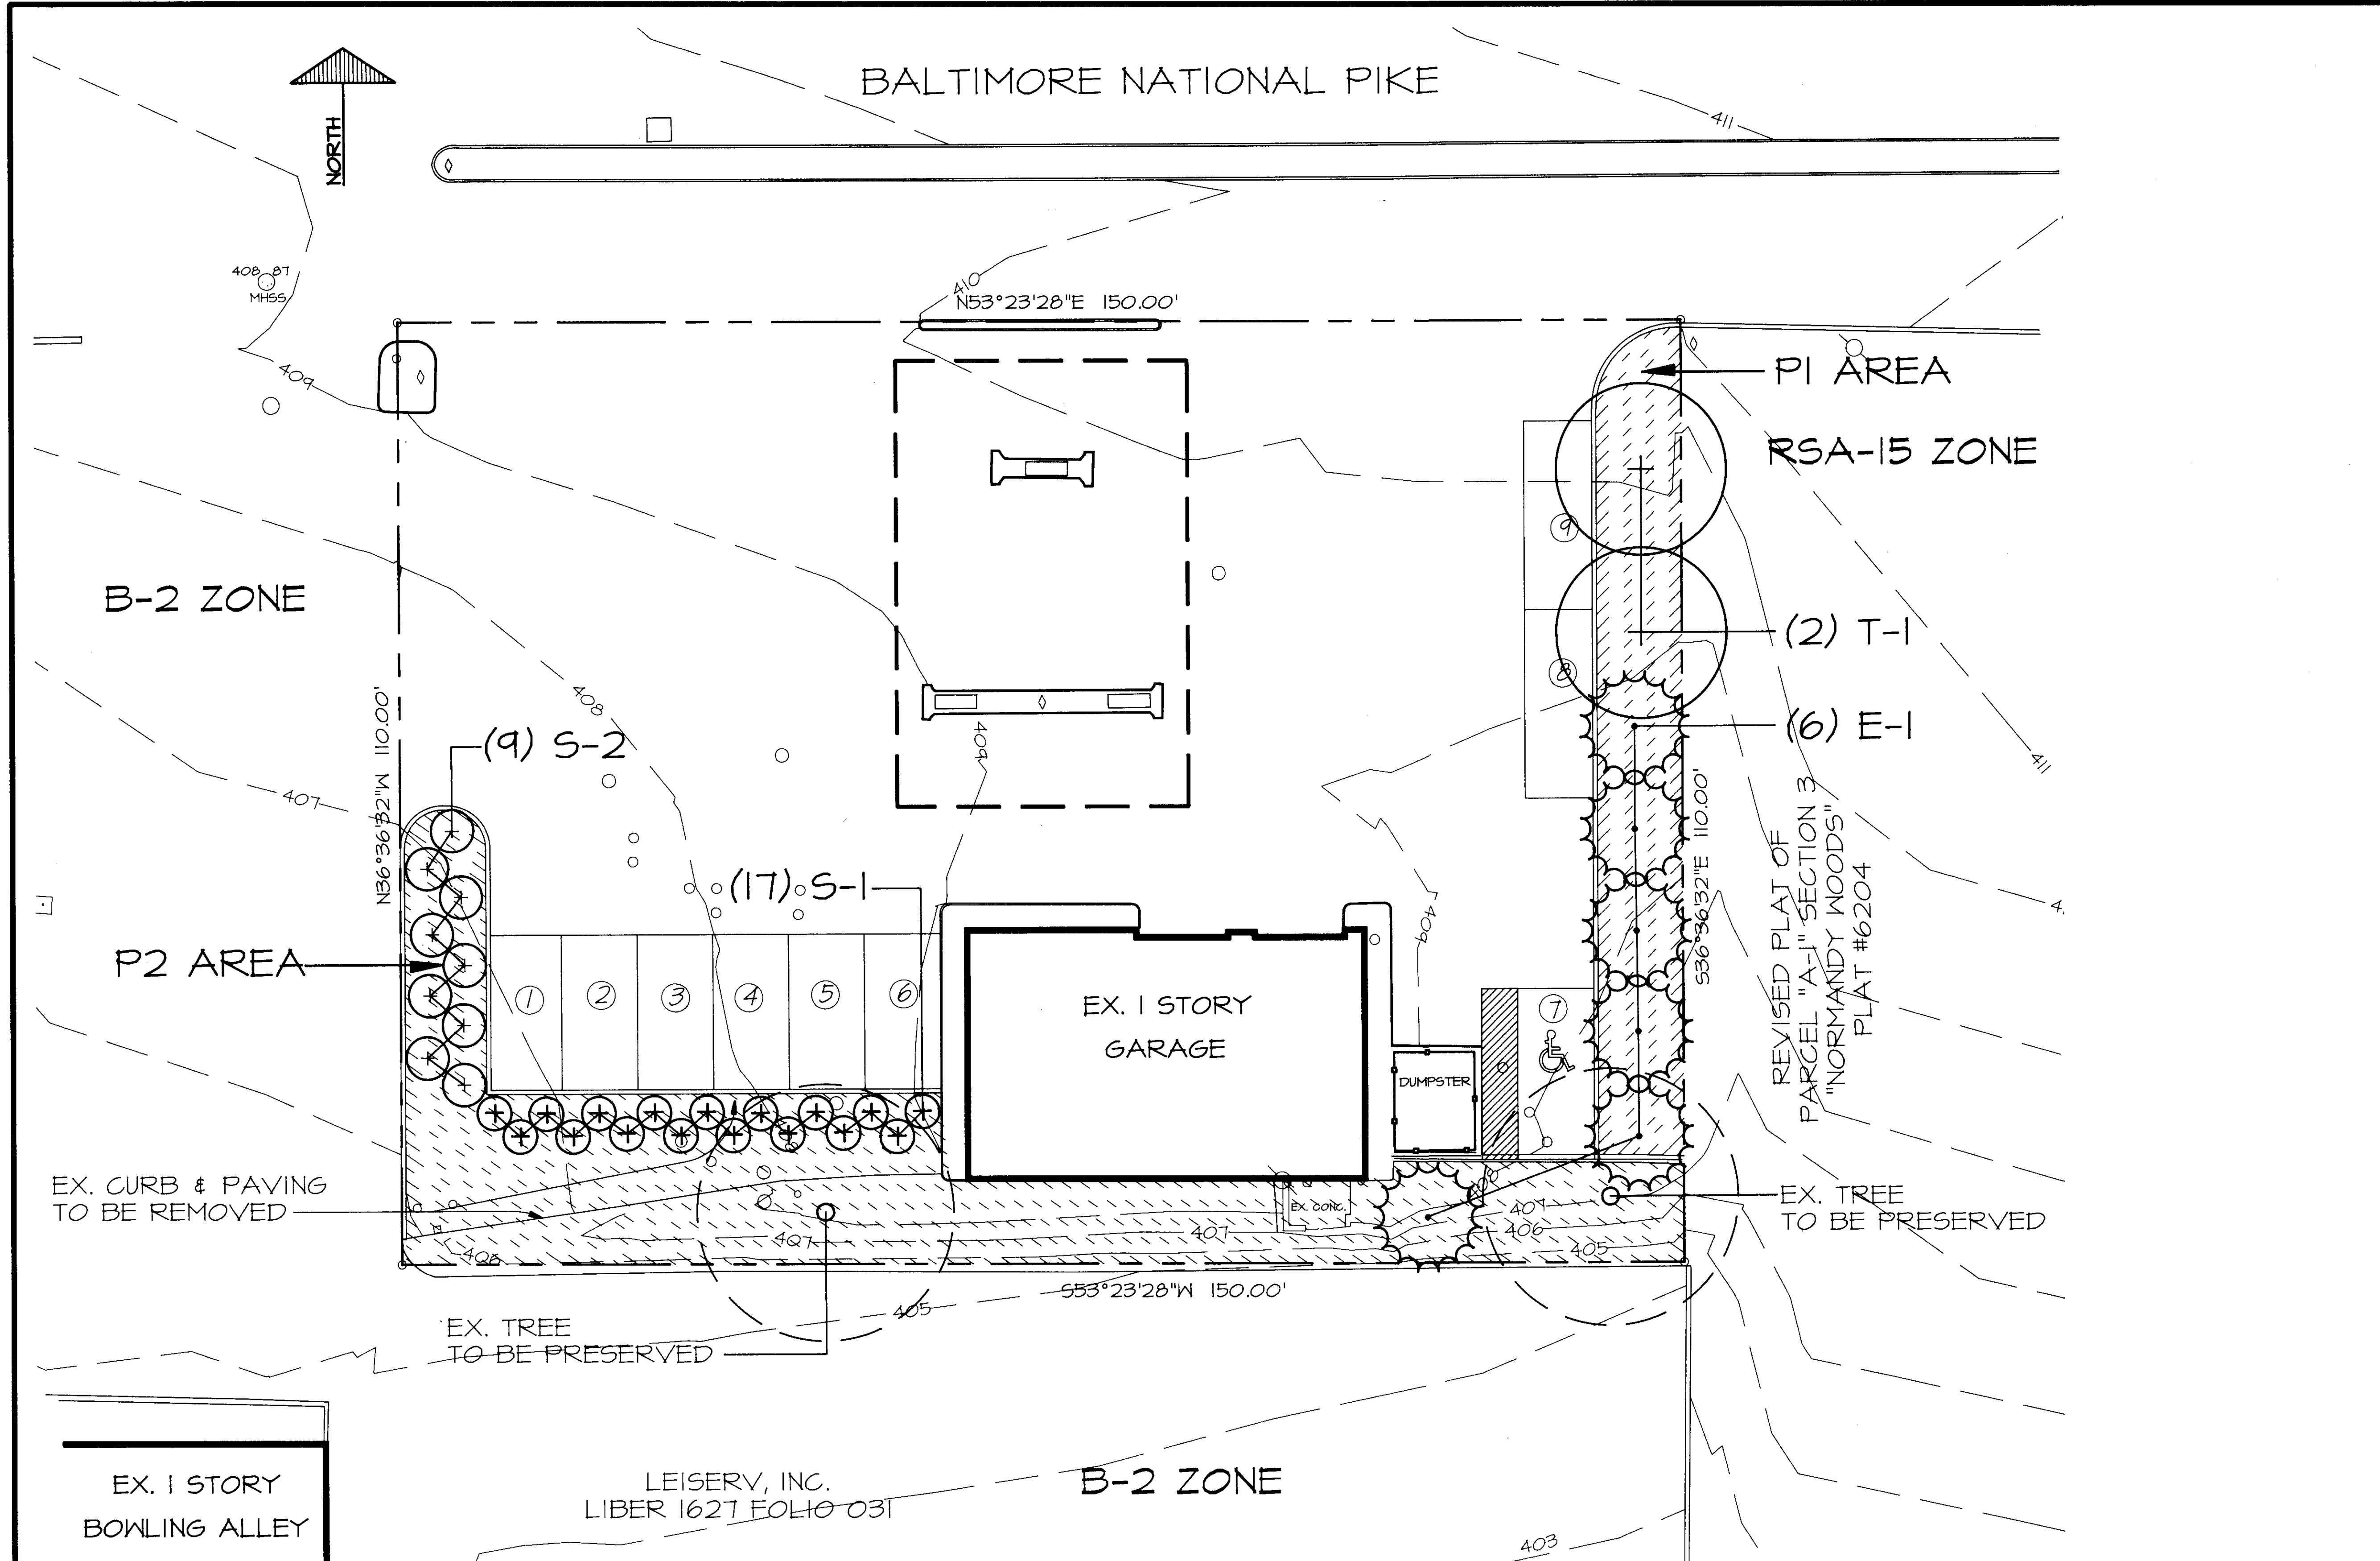 BALTIMORE NATIONAL PIKE
NORTH
411
408.87
MHSS
410
N53°23'28"E 150.00'
409
P1 AREA
RSA-15 ZONE
B-2 ZONE
9
(2) T-1
8
408
N36°36'32"W 110.00'
(9) S-2
409
(6) E-1
411
407
S36°36'32"E 110.00'
REVISED PLAT OF
PARCEL "A-1" SECTION 3
"NORMANDY WOODS"
PLAT #6204
(17) S-1
409
P2 AREA
1
2
3
4
5
6
EX. 1 STORY
GARAGE
7
DUMPSTER
EX. CURB & PAVING
TO BE REMOVED
EX. CONC.
408
407
406
405
407
407
406
EX. TREE
TO BE PRESERVED
S53°23'28"W 150.00'
405
EX. TREE
TO BE PRESERVED
EX. 1 STORY
BOWLING ALLEY
LEISERV, INC.
LIBER 1627 FOLIO 031
B-2 ZONE
403